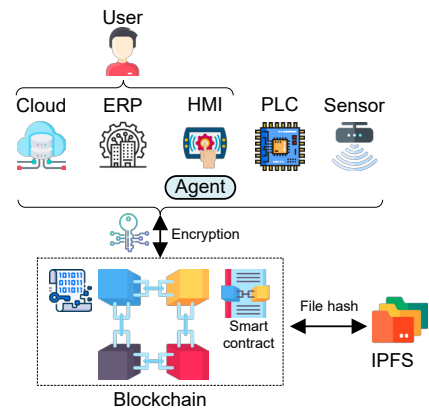 User
Cloud ERP HMI PLC Sensor
Agent
Encryption
Smart
contract
File hash
IPFS
Blockchain